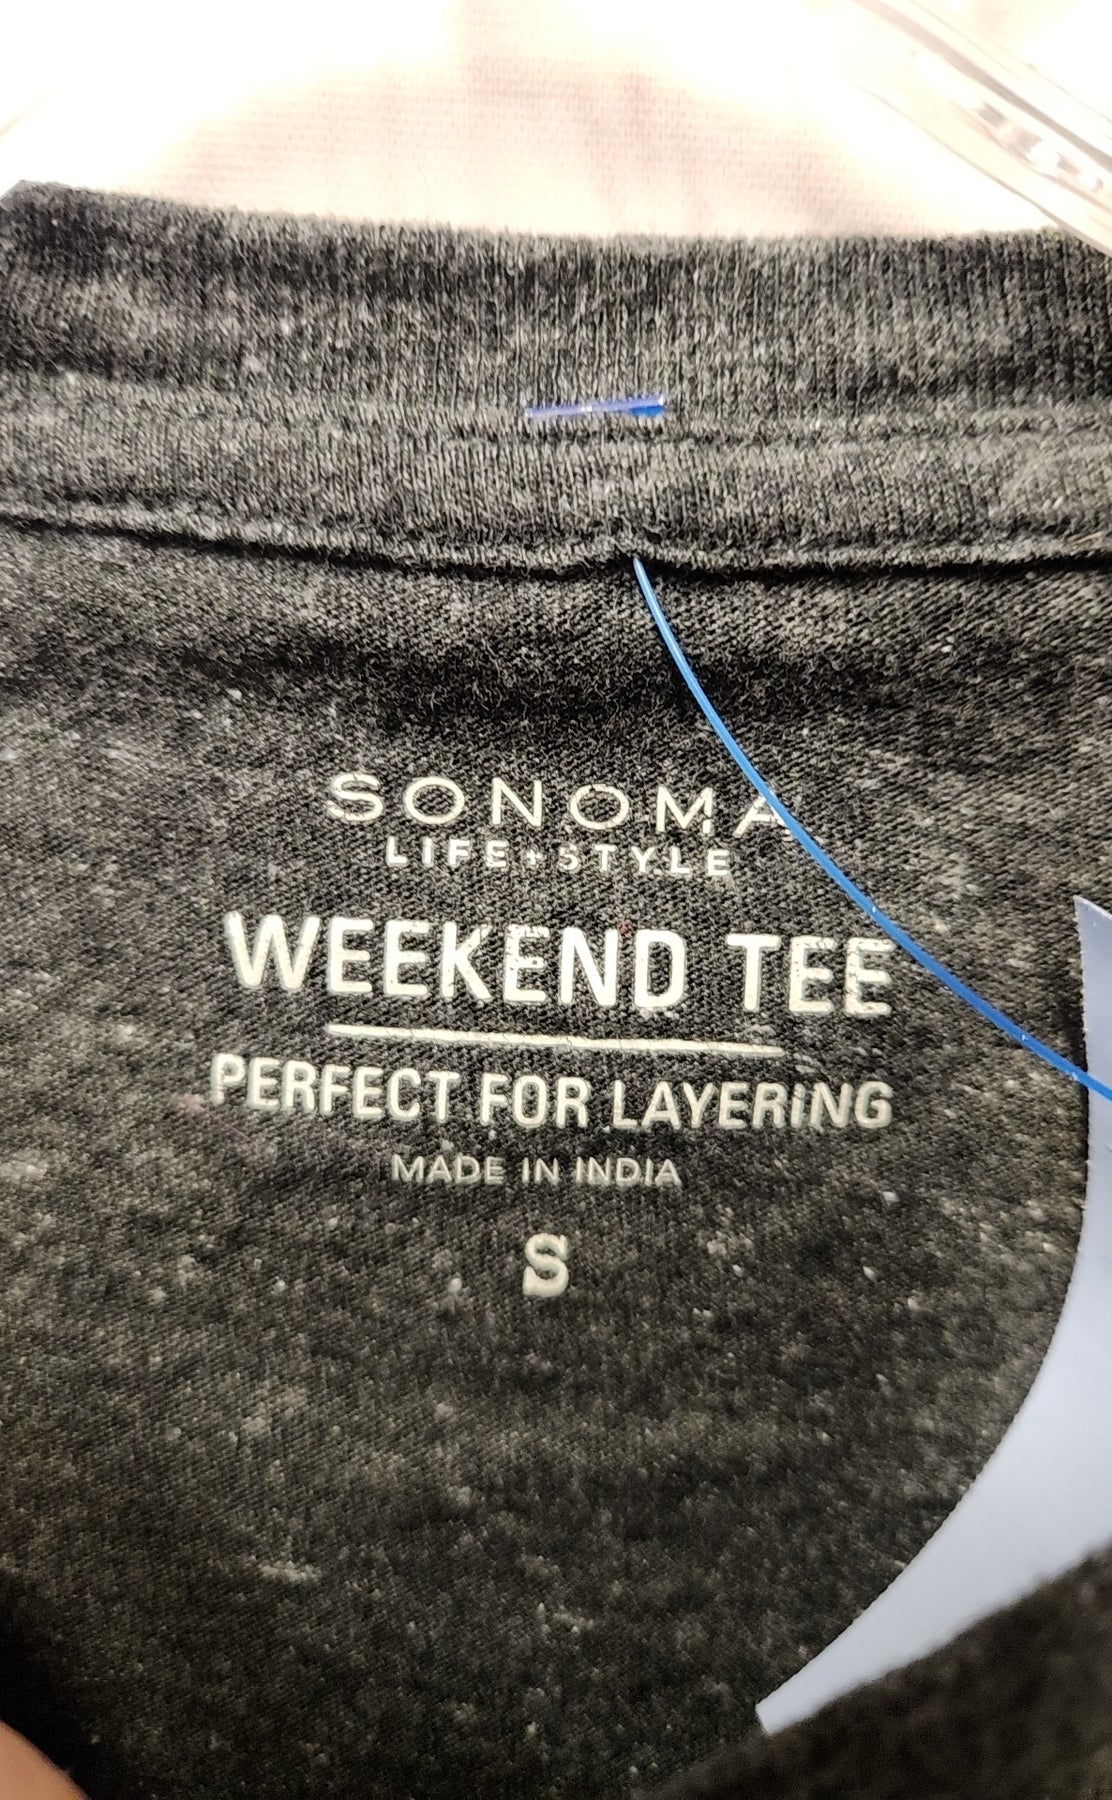 SONOMA
LIFE+STYLE
WEEKEND TEE
PERFECT FOR LAYERING
MADE IN INDIA
S